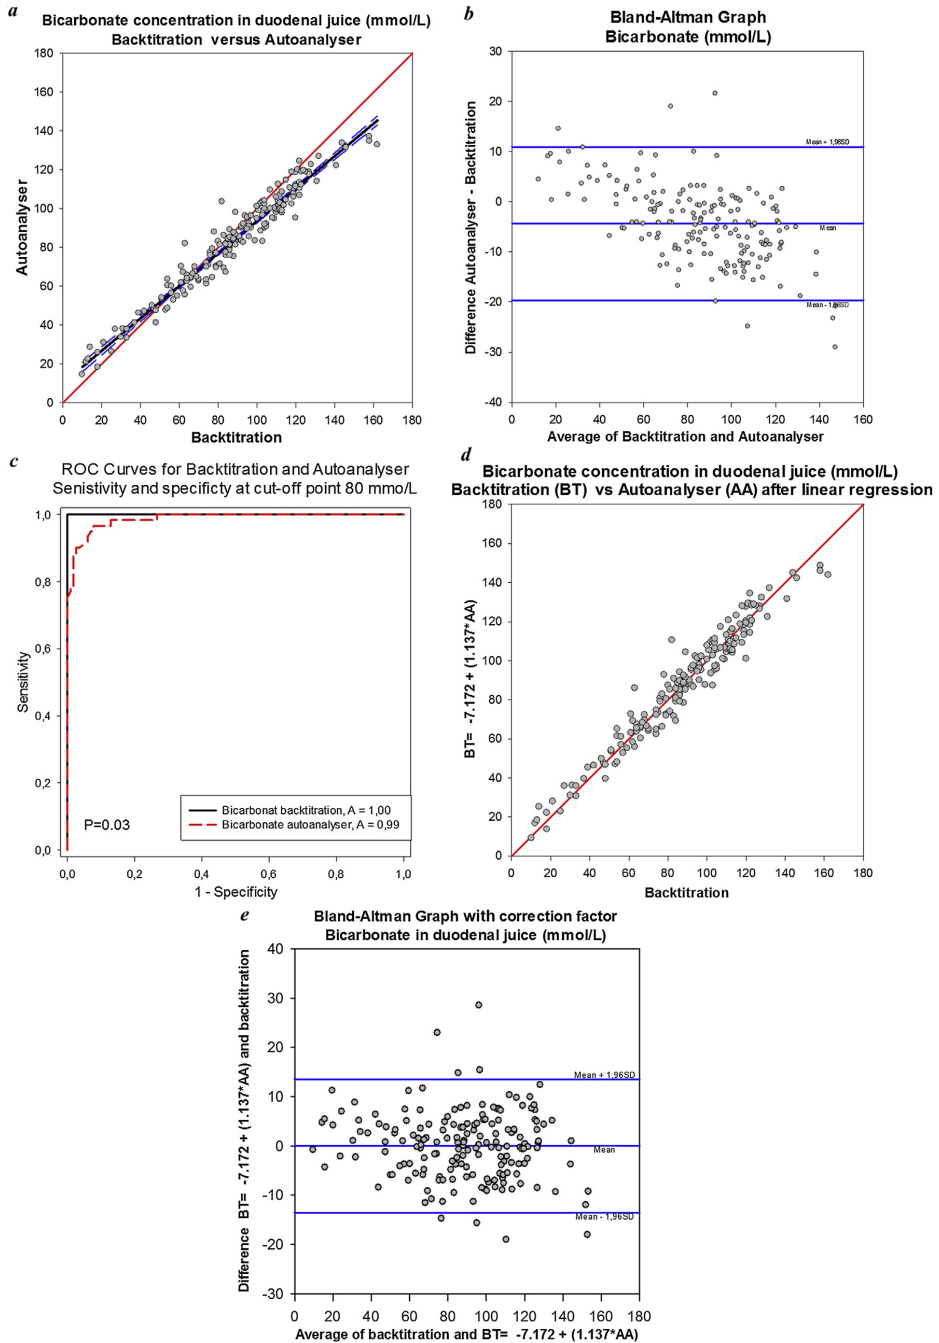 a
Bicarbonate concentration in duodenal juice (mmol/L)
Backtitration versus Autoanalyser
180
160
140
120
100
80
60
40
20
0
Autoanalyser
0 20 40 60 80 100 120 140 160 180
Backtitration
b
Bland-Altman Graph
Bicarbonate (mmol/L)
30
20
10
0
-10
-20
-30
-40
Difference Autoanalyser - Backtitration
Mean + 1,96SD
Mean
Mean - 1,96SD
0 20 40 60 80 100 120 140 160
Average of Backtitration and Autoanalyser
c
ROC Curves for Backtitration and Autoanalyser
Senistivity and specificty at cut-off point 80 mmo/L
1,0
0,8
0,6
0,4
0,2
0,0
Sensitivity
P=0.03
Bicarbonat backtitration, A = 1,00
Bicarbonate autoanalyser, A = 0,99
0,0 0,2 0,4 0,6 0,8 1,0
1 - Specificity
d
Bicarbonate concentration in duodenal juice (mmol/L)
Backtitration (BT) vs Autoanalyser (AA) after linear regression
180
160
140
120
100
80
60
40
20
0
BT= -7.172 + (1.137*AA)
0 20 40 60 80 100 120 140 160 180
Backtitration
e
Bland-Altman Graph with correction factor
Bicarbonate in duodenal juice (mmol/L)
40
30
20
10
0
-10
-20
-30
Difference BT= -7.172 + (1.137*AA) and backtitration
Mean + 1,96SD
Mean
Mean - 1,96SD
0 20 40 60 80 100 120 140 160 180
Average of backtitration and BT= -7.172 + (1.137*AA)